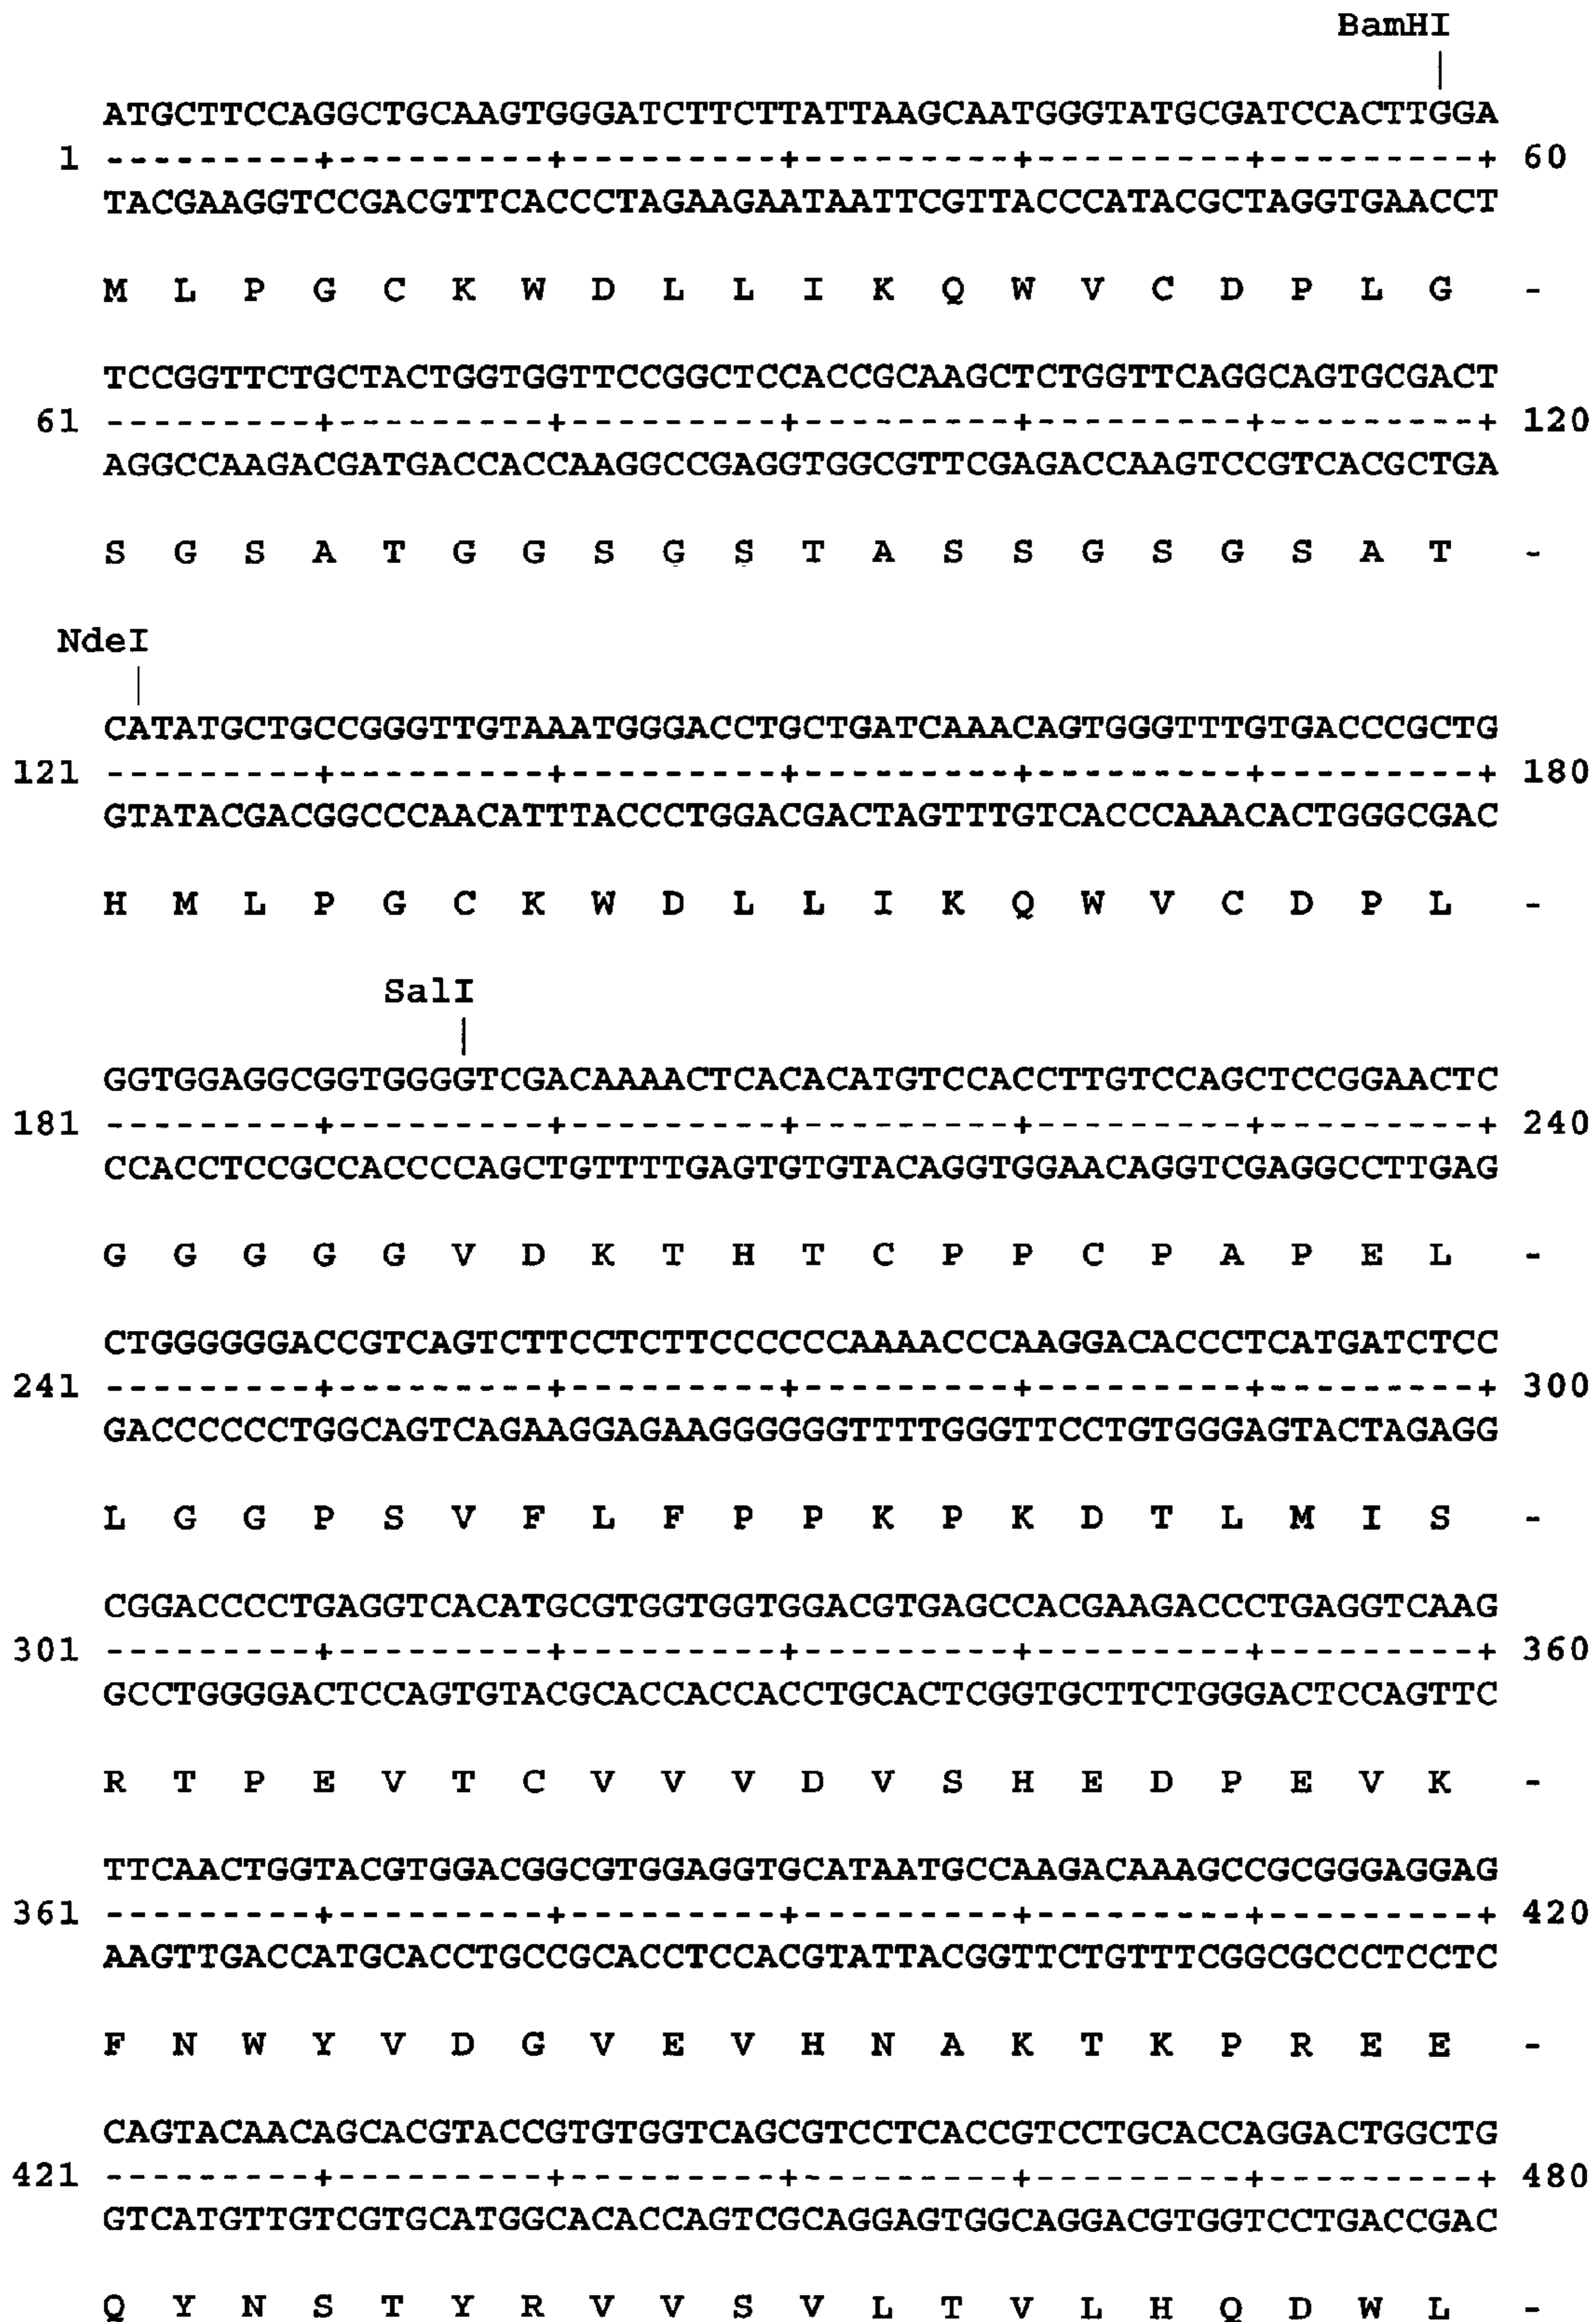 BamHI
|
ATGCTTCCAGGCTGCAAGTGGGATCTTCTTATTAAGCAATGGGTATGCGATCCACTTGGA
1 ---------+---------+---------+---------+---------+---------+ 60
TACGAAGGTCCGACGTTCACCCTAGAAGAATAATTCGTTACCCATACGCTAGGTGAACCT
M L P G C K W D L L I K Q W V C D P L G -
TCCGGTTCTGCTACTGGTGGTTCCGGCTCCACCGCAAGCTCTGGTTCAGGCAGTGCGACT
61 ---------+---------+---------+---------+---------+---------+ 120
AGGCCAAGACGATGACCACCAAGGCCGAGGTGGCGTTCGAGACCAAGTCCGTCACGCTGA
S G S A T G G S G S T A S S G S G S A T -
NdeI
|
CATATGCTGCCGGGTTGTAAATGGGACCTGCTGATCAAACAGTGGGTTTGTGACCCGCTG
121 ---------+---------+---------+---------+---------+---------+ 180
GTATACGACGGCCCAACATTTACCCTGGACGACTAGTTTGTCACCCAAACACTGGGCGAC
H M L P G C K W D L L I K Q W V C D P L -
SalI
|
GGTGGAGGCGGTGGGGTCGACAAAACTCACACATGTCCACCTTGTCCAGCTCCGGAACTC
181 ---------+---------+---------+---------+---------+---------+ 240
CCACCTCCGCCACCCCAGCTGTTTTGAGTGTGTACAGGTGGAACAGGTCGAGGCCTTGAG
G G G G G V D K T H T C P P C P A P E L -
CTGGGGGGACCGTCAGTCTTCCTCTTCCCCCCAAAACCCAAGGACACCCTCATGATCTCC
241 ---------+---------+---------+---------+---------+---------+ 300
GACCCCCCTGGCAGTCAGAAGGAGAAGGGGGGTTTTGGGTTCCTGTGGGAGTACTAGAGG
L G G P S V F L F P P K P K D T L M I S -
CGGACCCCTGAGGTCACATGCGTGGTGGTGGACGTGAGCCACGAAGACCCTGAGGTCAAG
301 ---------+---------+---------+---------+---------+---------+ 360
GCCTGGGGACTCCAGTGTACGCACCACCACCTGCACTCGGTGCTTCTGGGACTCCAGTTC
R T P E V T C V V V D V S H E D P E V K -
TTCAACTGGTACGTGGACGGCGTGGAGGTGCATAATGCCAAGACAAAGCCGCGGGAGGAG
361 ---------+---------+---------+---------+---------+---------+ 420
AAGTTGACCATGCACCTGCCGCACCTCCACGTATTACGGTTCTGTTTCGGCGCCCTCCTC
F N W Y V D G V E V H N A K T K P R E E -
CAGTACAACAGCACGTACCGTGTGGTCAGCGTCCTCACCGTCCTGCACCAGGACTGGCTG
421 ---------+---------+---------+---------+---------+---------+ 480
GTCATGTTGTCGTGCATGGCACACCAGTCGCAGGAGTGGCAGGACGTGGTCCTGACCGAC
Q Y N S T Y R V V S V L T V L H Q D W L -